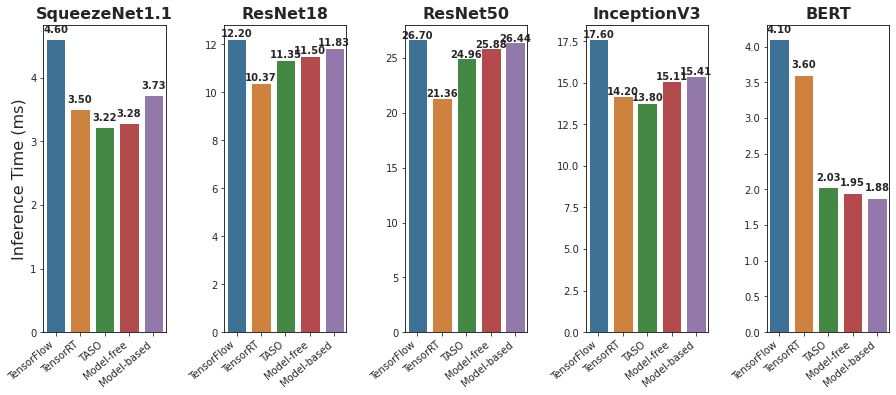 SqueezeNet1.1
ResNet18
ResNet50
InceptionV3
BERT
Inference Time (ms)
4.60
3.50
3.22
3.28
3.73
0
1
2
3
4
TensorFlow
TensorRT
TASO
Model-free
Model-based
12.20
10.37
11.35
11.50
11.83
0
2
4
6
8
10
12
TensorFlow
TensorRT
TASO
Model-free
Model-based
26.70
21.36
24.96
25.88
26.44
0
5
10
15
20
25
TensorFlow
TensorRT
TASO
Model-free
Model-based
17.60
14.20
13.80
15.11
15.41
0.0
2.5
5.0
7.5
10.0
12.5
15.0
17.5
TensorFlow
TensorRT
TASO
Model-free
Model-based
4.10
3.60
2.03
1.95
1.88
0.0
0.5
1.0
1.5
2.0
2.5
3.0
3.5
4.0
TensorFlow
TensorRT
TASO
Model-free
Model-based